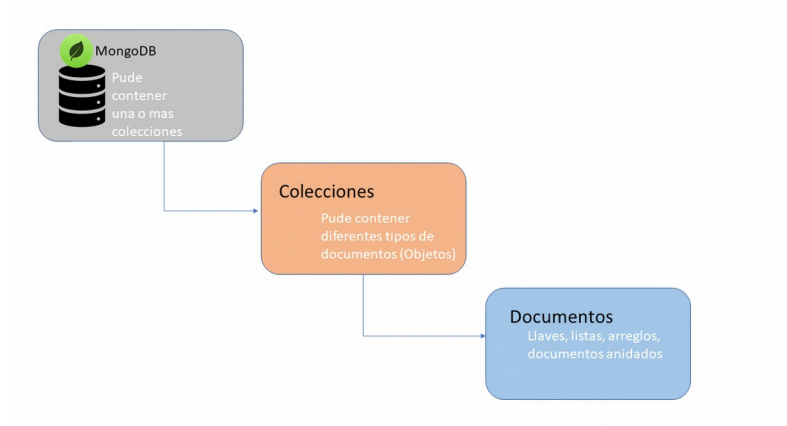 MongoDB
Pude
contener
una o mas
colecciones
Colecciones
Pude contener
diferentes tipos de
documentos (Objetos)
Documentos
Llaves, listas, arreglos,
documentos anidados